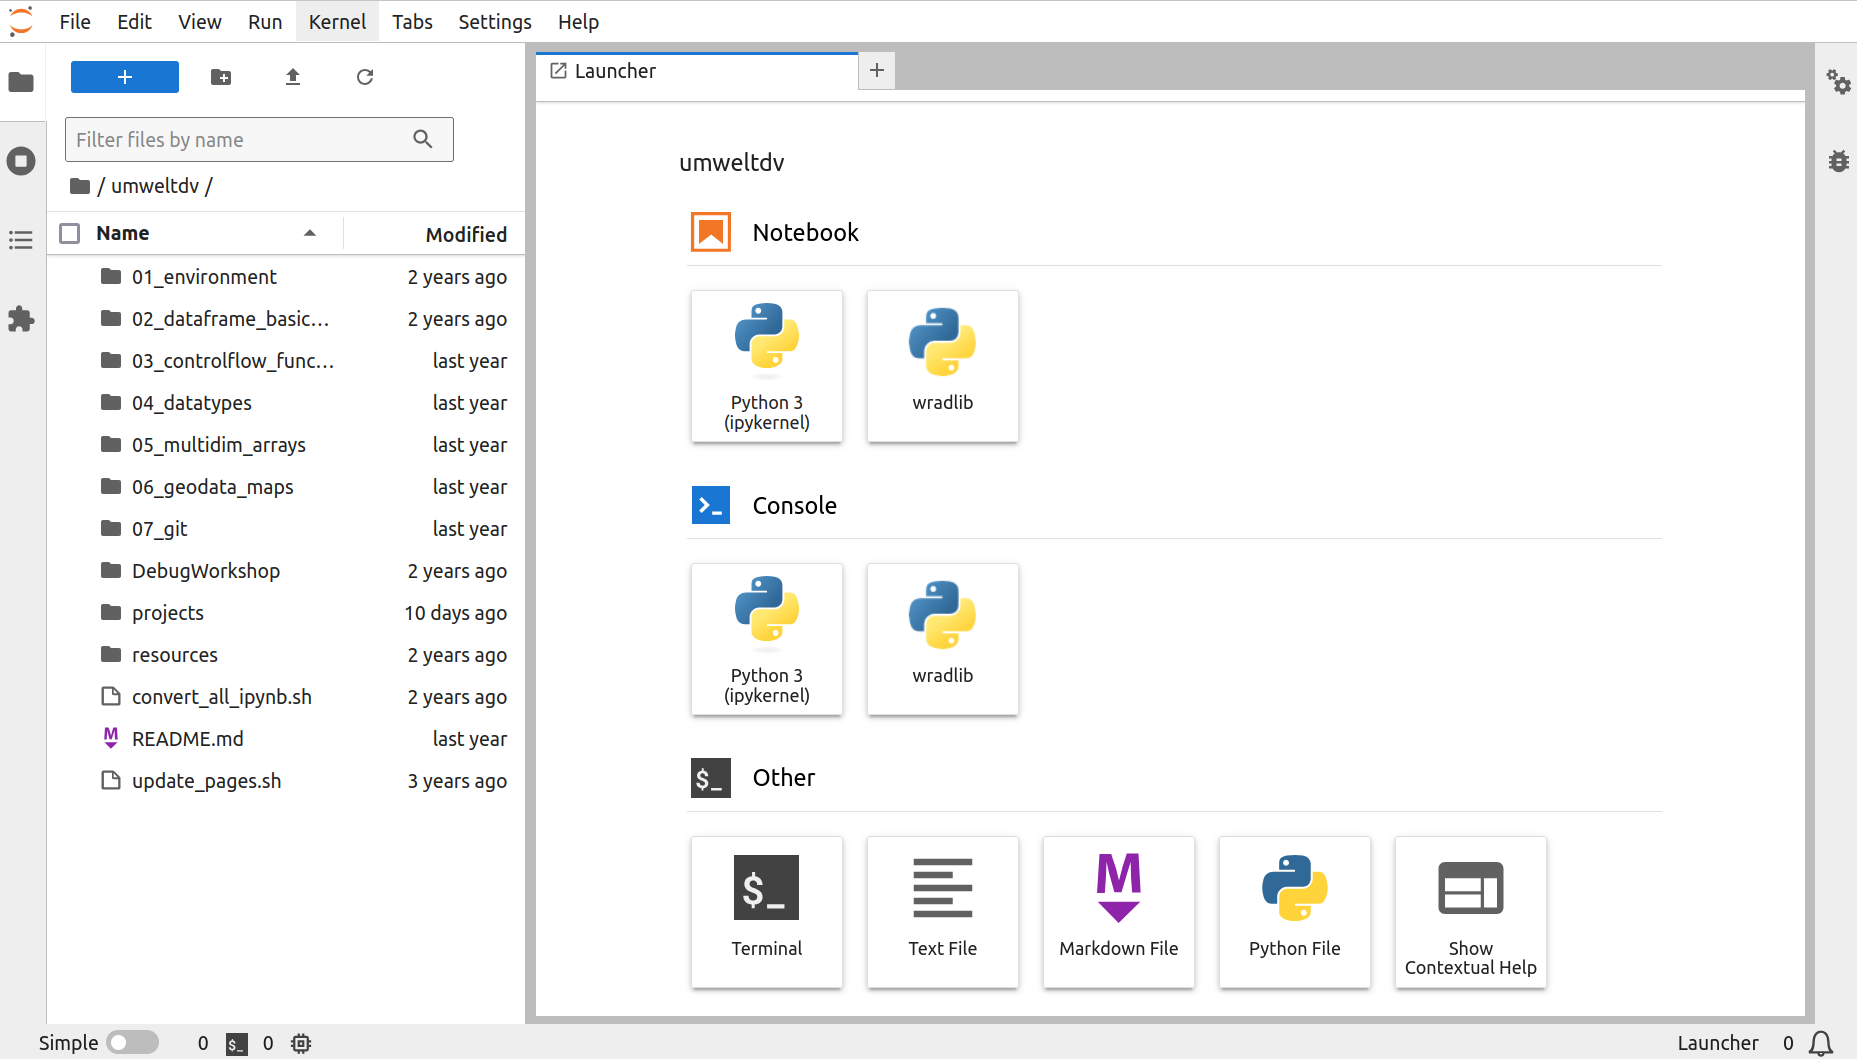 File Edit View Run Kernel Tabs Settings Help
Launcher
Filter files by name
/ umweltdv /
Name Modified
01_environment 2 years ago
02_dataframe_basic… 2 years ago
03_controlflow_func… last year
04_datatypes last year
05_multidim_arrays last year
06_geodata_maps last year
07_git last year
DebugWorkshop 2 years ago
projects 10 days ago
resources 2 years ago
convert_all_ipynb.sh 2 years ago
README.md last year
update_pages.sh 3 years ago
umweltdv
Notebook
Python 3
(ipykernel)
wradlib
Console
Python 3
(ipykernel)
wradlib
$_ Other
$_
Terminal
Text File
M
Markdown File
Python File
Show
Contextual Help
Simple 0 $_ 0
Launcher 0